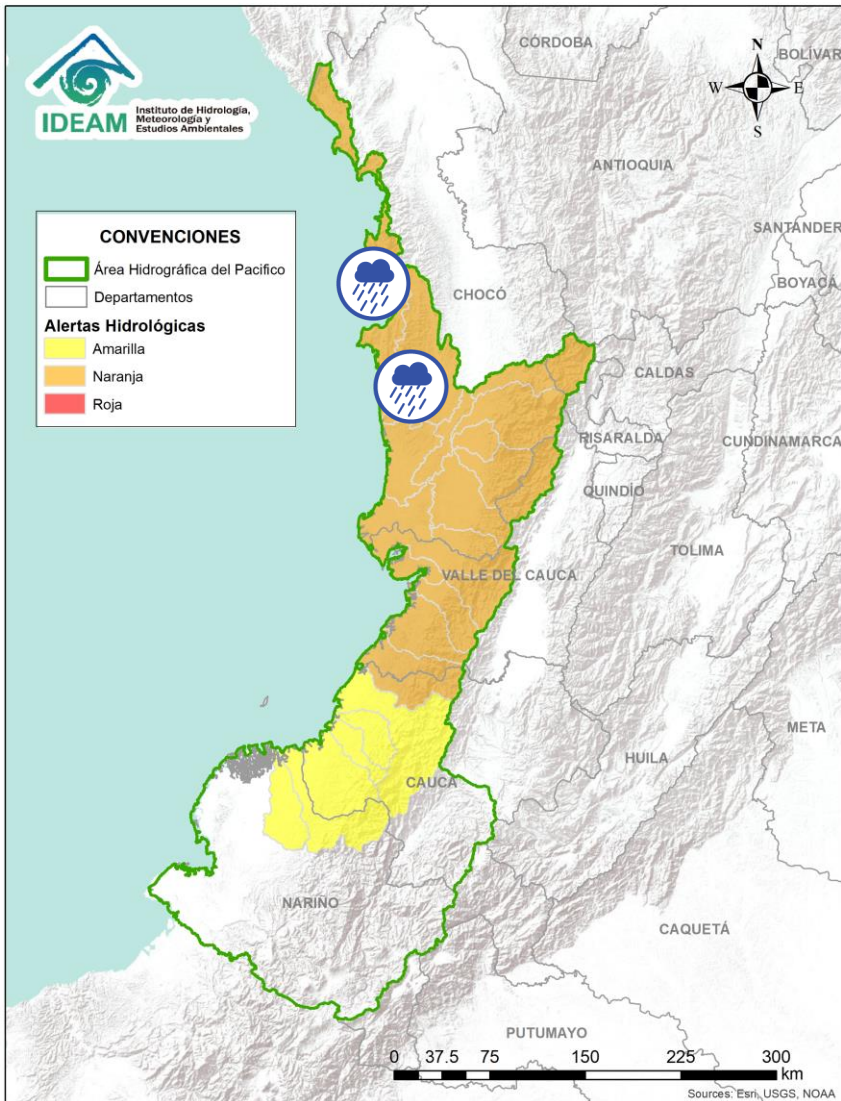 IDEAM
Instituto de Hidrología,
Meteorología y
Estudios Ambientales
CÓRDOBA
BOLÍVAR
N
W
E
S
ANTIOQUIA
SANTANDER
BOYACÁ
CONVENCIONES
Área Hidrográfica del Pacifico
Departamentos
Alertas Hidrológicas
Amarilla
Naranja
Roja
CHOCÓ
CALDAS
RISARALDA
CUNDINAMARCA
QUINDÍO
TOLIMA
VALLE DEL CAUCA
META
HUILA
CAUCA
NARIÑO
CAQUETÁ
PUTUMAYO
0 37.5 75 150 225 300
km
Sources: Esri, USGS, NOAA